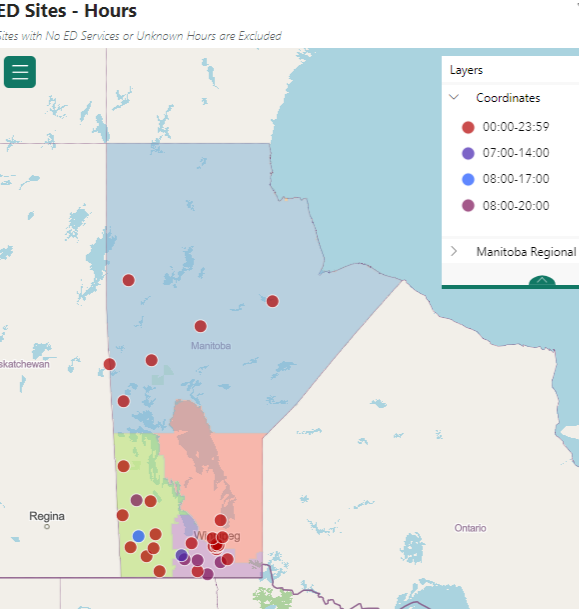 ED Sites - Hours
Sites with No ED Services or Unknown Hours are Excluded
Layers
Coordinates
00:00-23:59
07:00-14:00
08:00-17:00
08:00-20:00
Manitoba Regional
Manitoba
skatchewan
Regina
Ontario